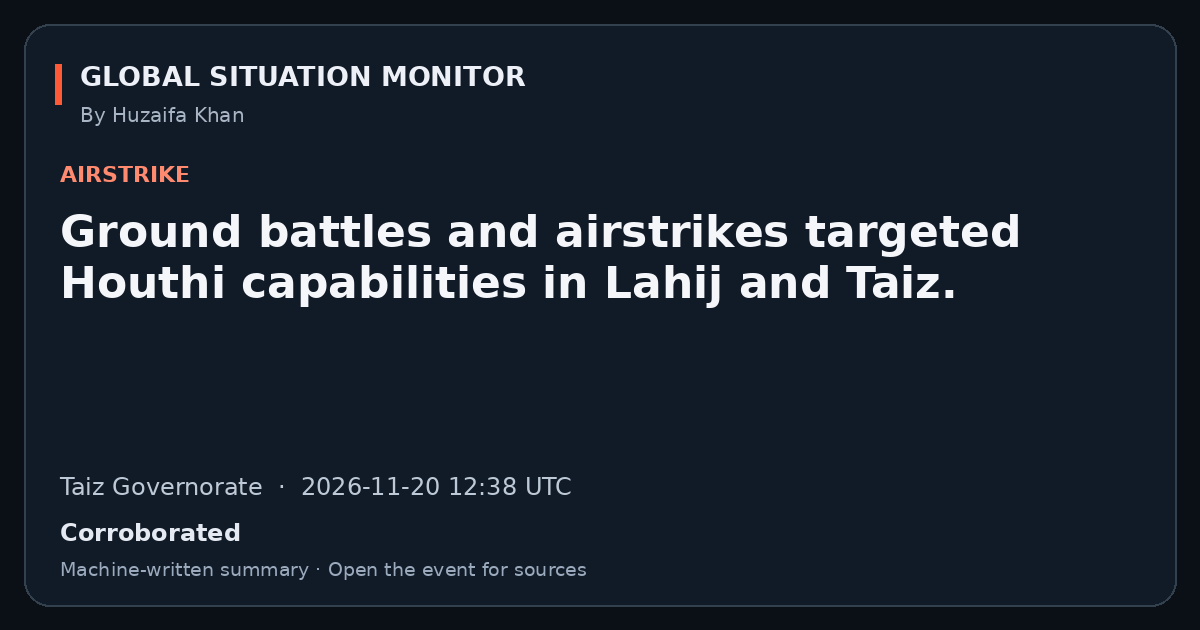 GLOBAL SITUATION MONITOR
By Huzaifa Khan
AIRSTRIKE
Ground battles and airstrikes targeted
Houthi capabilities in Lahij and Taiz.
Taiz Governorate · 2026-11-20 12:38 UTC
Corroborated
Machine-written summary · Open the event for sources